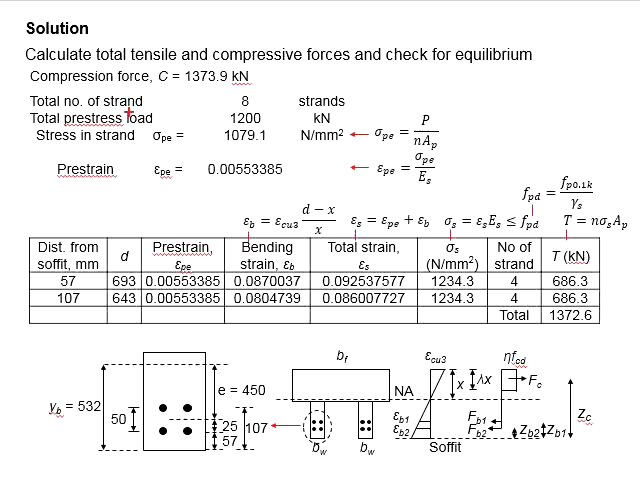 Solution
Calculate total tensile and compressive forces and check for equilibrium
Compression force, C = 1373.9 kN
Total no. of strand 8 strands
Total prestress load 1200 kN
Stress in strand σpe = 1079.1 N/mm² σpe = P / nAp
Prestrain εpe = 0.00553385 εpe = σpe / Es
fpd = fp0.1k / γs
εb = εcu3 (d − x) / x εs = εpe + εb σs = εsEs ≤ fpd T = nσsAp
Dist. from soffit, mm d Prestrain, εpe Bending strain, εb Total strain, εs σs (N/mm²) No of strand T (kN)
57 693 0.00553385 0.0870037 0.092537577 1234.3 4 686.3
107 643 0.00553385 0.0804739 0.086007727 1234.3 4 686.3
Total 1372.6
bf εcu3 ηfcd
e = 450 NA x λx Fc
yb = 532
50 25 107 57
εb1 Fb1 Zc
εb2 Fb2 Zb2 Zb1
bw bw Soffit